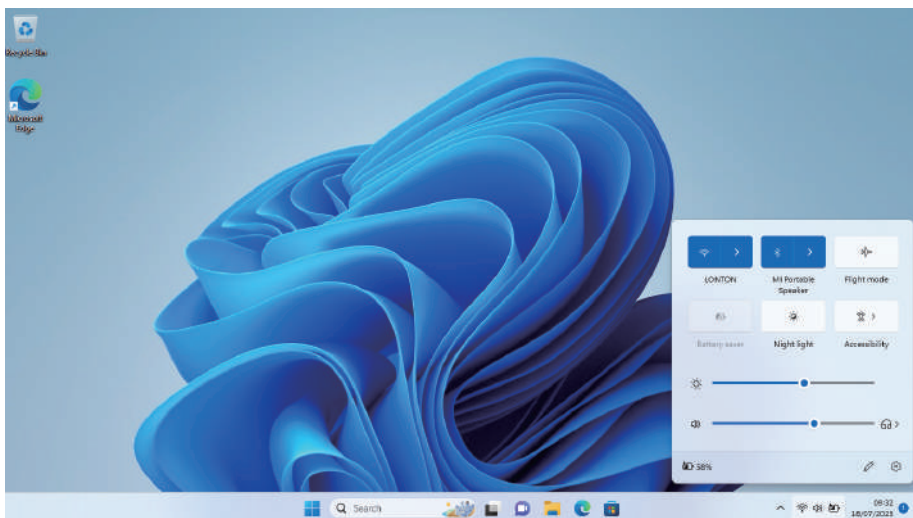 Recycle Bin
Microsoft
Edge
LONTON
MI Portable
Speaker
Flight mode
Battery saver
Night light
Accessibility
58%
Search
08:32
18/07/2023